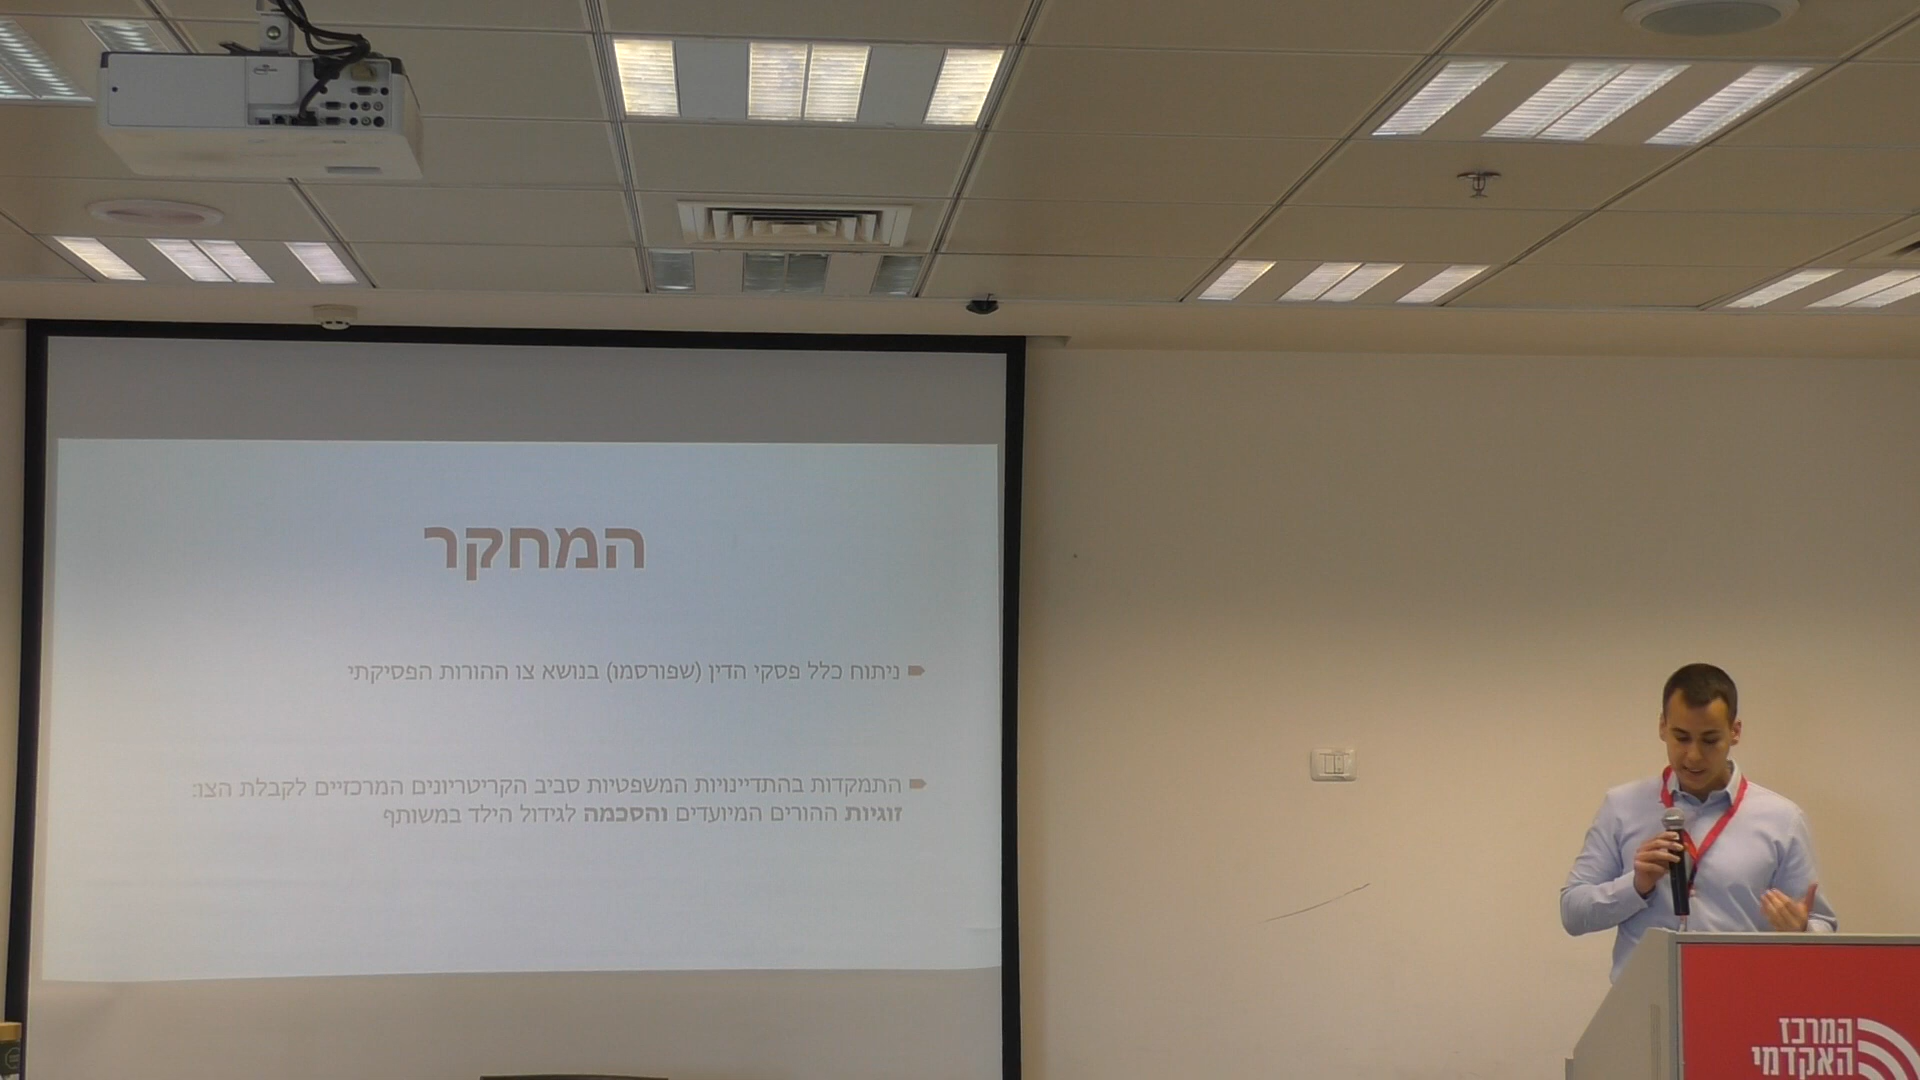 המחקר
ניתוח כלל פסקי הדין (שפורסמו) בנושא צו ההורות הפסיקתי
התמקדות בהתדיינויות המשפטיות סביב הקריטריונים המרכזיים לקבלת הצו:
זוגיות ההורים המיועדים והסכמה לגידול הילד במשותף
המרכז
האקדמי